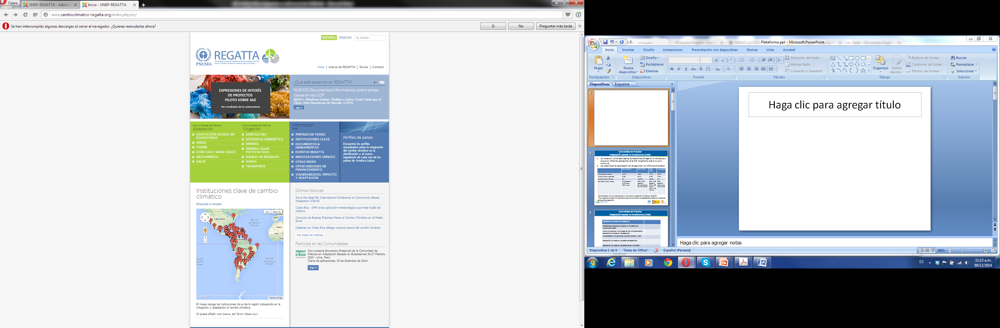 Opera
UNEP-REGATTA - Admini
Inicio - UNEP-REGATTA
www.cambioclimatico-regatta.org/index.php/es/
Se han interrumpido algunas descargas al cerrar el navegador. ¿Quieres reanudarlas ahora?
Sí
No
Preguntar más tarde
ESPAÑOL
ENGLISH
buscar...
PNUMA
REGATTA
Portal Regional para la Transferencia de Tecnología y la Acción
frente al Cambio Climático en América Latina y el Caribe
Inicio
Acerca de REGATTA
Socios
Contacto
EXPRESIONES DE INTERÉS
DE PROYECTOS
PILOTO SOBRE AbE
Ver resultados de la convocatoria
¿Qué está pasando en REGATTA?
NUEVOS Documentos informativos sobre temas
claves en las COP
REDD+, Plataforma Durban, Pérdidas y Daños, Fondo Verde para el
Clima, Otros Mecanismos de Mercado, COP19.
VER »
Comunidades de Práctica
Adaptación
ADAPTACIÓN BASADA EN
ECOSISTEMAS
ANDES
CARIBE
CONO SUR Y GRAN CHACO
MESOAMERICA
SALUD
Comunidades de Práctica
Mitigación
AGRICULTURA
EFICIENCIA ENERGÉTICA
ENERGÍA
ENERGÍA SOLAR
FOTOVOLTAICA
MANEJO DE RESIDUOS
NAMAS
TRANSPORTE
Información
Clave
PERFILES DE PAÍSES
INSTITUCIONES CLAVE
DOCUMENTOS &
HERRAMIENTAS
EVENTOS REGATTA
NEGOCIACIONES CMNUCC
OTRAS REDES
OPORTUNIDADES DE
FINANCIAMIENTO
VULNERABILIDAD, IMPACTO
Y ADAPTACIÓN
Perfiles de países
Encuentre los perfiles
actualizados sobre la integración
del cambio climático en la
planificación y el marco
regulatorio de cada uno de los
países de América Latina
Instituciones clave de cambio
climático
Búsqueda avanzada
Map
Satellite
United States
North
Atlantic
Ocean
Brazil
South
Atlantic
Ocean
Google
Terms of Use
El mapa recoge las instituciones clave de la región trabajando en la
mitigación y adaptación al cambio climático.
Si quiere añadir una nueva, por favor clique aquí.
Últimas Noticias
Save the date! 9th International Conference on Community-Based
Adaptation (CBA9)
Costa Rica - IMN lanza aplicación meteorológica que mide huella de
carbono
Concurso de Buenas Prácticas frente al Cambio Climático en el Medio
Rural
Celebran en Costa Rica diálogo nacional acerca del cambio climático
Ver todas las noticias
Participa en las Comunidades
Convocatoria Encuentro Presencial de la Comunidad de
Práctica en Adaptación Basada en Ecosistemas 26-27 Febrero,
2015 - Lima, Perú
Cierre de aplicaciones: 19 de diciembre de 2014.
Ver »
Plataforma ppt - Microsoft PowerPoint
Inicio
Insertar
Diseño
Animaciones
Presentación con diapositivas
Revisar
Vista
Acrobat
Pegar
Portapapeles
Nueva
diapositiva
Diseño
Restablecer
Eliminar
Diapositivas
Fuente
Dirección del texto
Alinear texto
Convertir a SmartArt
Párrafo
Organizar
Estilos
rápidos
Relleno de forma
Contorno de forma
Efectos de formas
Dibujo
Buscar
Reemplazar
Seleccionar
Edición
Diapositivas
Esquema
1
Haga clic para agregar título
2
Comunidad de Practica
Adaptación basada en Ecosistemas (AbE)
3
Comunidad de Practica
Adaptación basada en Ecosistemas (AbE)
Haga clic para agregar notas
Diapositiva 1 de 9
"Tema de Office"
Español (Panamá)
66%
ES
11:13 a.m.
09/12/2014